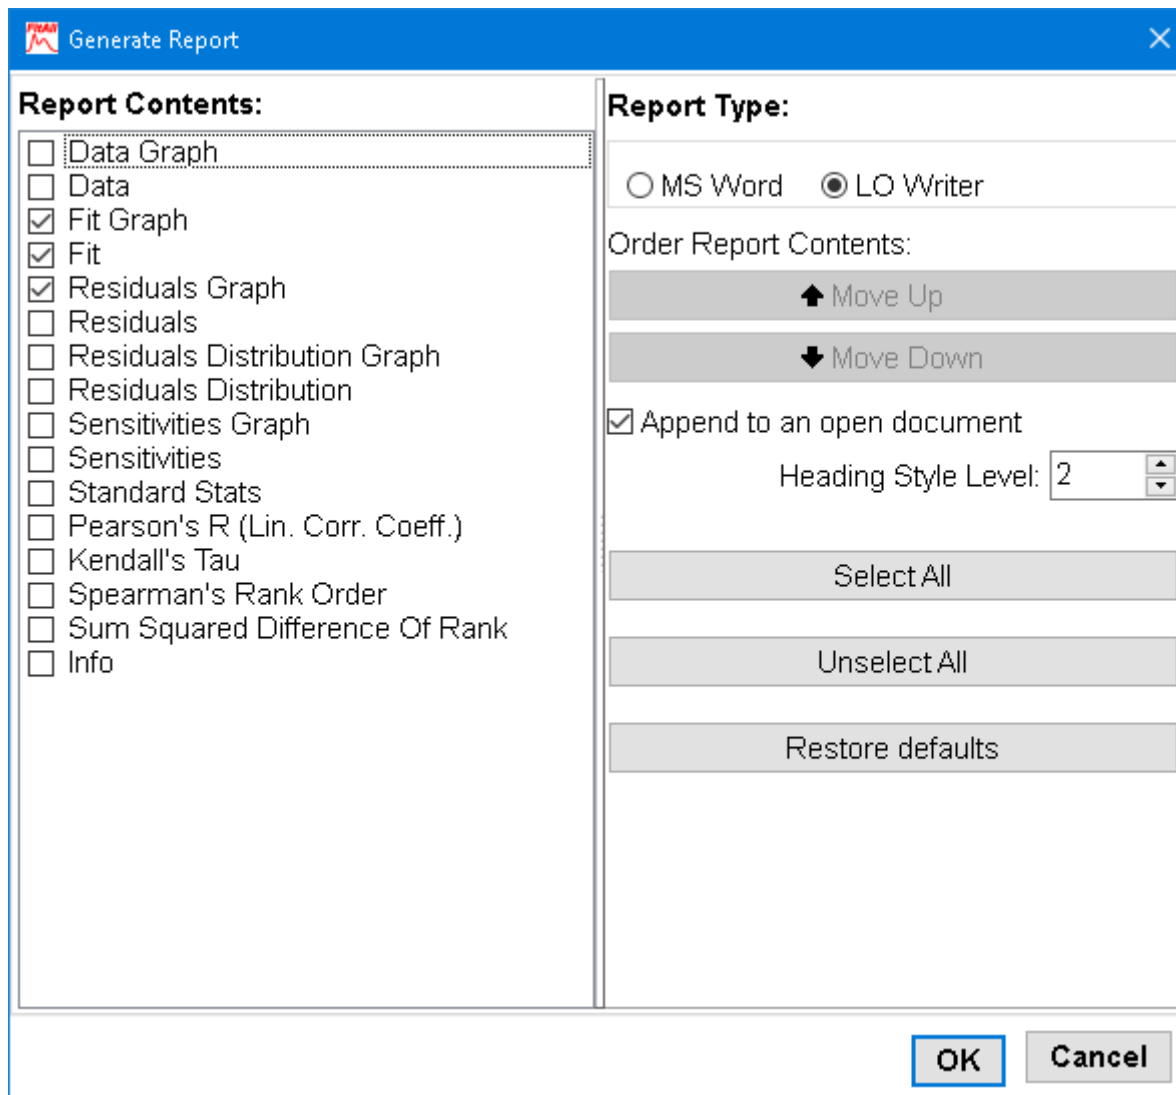 Generate Report
Report Contents:
Data Graph
Data
Fit Graph
Fit
Residuals Graph
Residuals
Residuals Distribution Graph
Residuals Distribution
Sensitivities Graph
Sensitivities
Standard Stats
Pearson's R (Lin. Corr. Coeff.)
Kendall's Tau
Spearman's Rank Order
Sum Squared Difference Of Rank
Info
Report Type:
MS Word LO Writer
Order Report Contents:
Move Up
Move Down
Append to an open document
Heading Style Level: 2
Select All
Unselect All
Restore defaults
OK Cancel